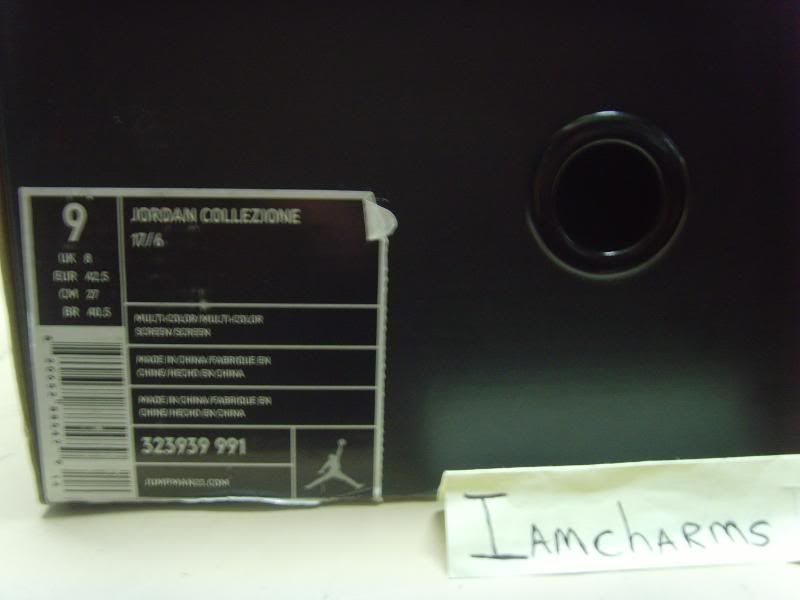 9
UK 8
EUR 42.5
CM 27
BR 40.5
JORDAN COLLEZIONE
17/6
MULTI-COLOR/MULTI-COLOR
SCREEN/SCREEN
MADE IN CHINA/FABRIQUE EN
CHINE/HECHO EN CHINA
MADE IN CHINA/FABRIQUE EN
CHINE/HECHO EN CHINA
323939 991
JUMPMAN23.COM
IAMCHARMS